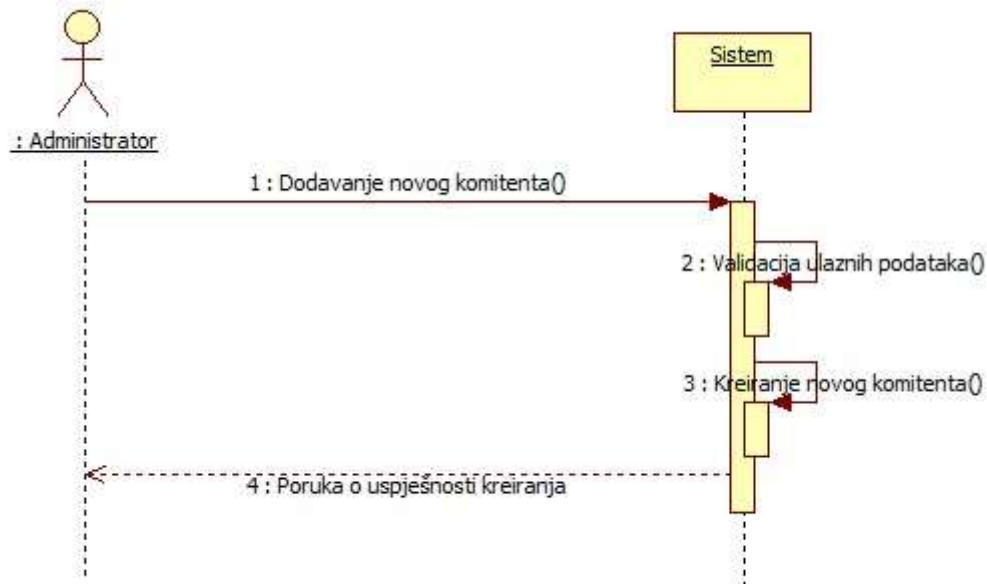 Sistem
: Administrator
1 : Dodavanje novog komitenta()
2 : Validacija ulaznih podataka()
3 : Kreiranje novog komitenta()
4 : Poruka o uspješnosti kreiranja